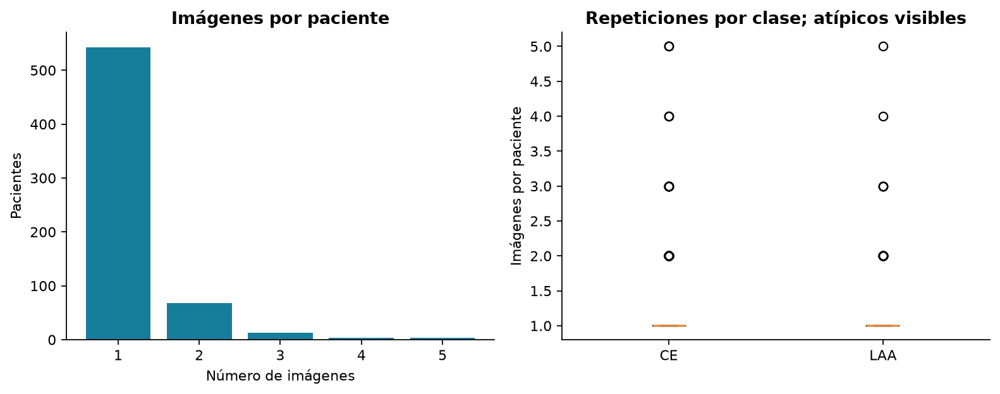 Imágenes por paciente
Pacientes
500
400
300
200
100
0
1 2 3 4 5
Número de imágenes
Repeticiones por clase; atípicos visibles
Imágenes por paciente
5.0
4.5
4.0
3.5
3.0
2.5
2.0
1.5
1.0
CE LAA